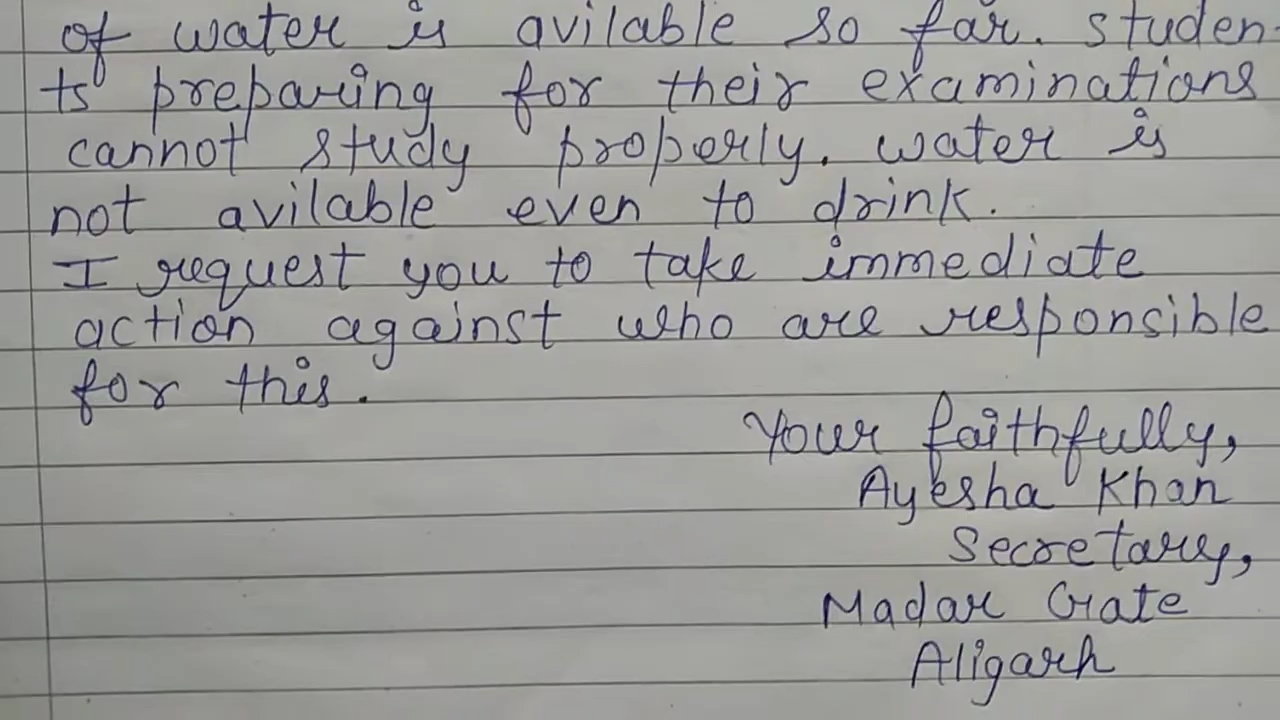 of water is avilable so far. studen-
ts preparing for their examinations
cannot study properly. water is
not avilable even to drink.
I request you to take immediate
action against who are responsible
for this.
Your faithfully,
Ayesha Khan
Secretary,
Madar Gate
Aligarh